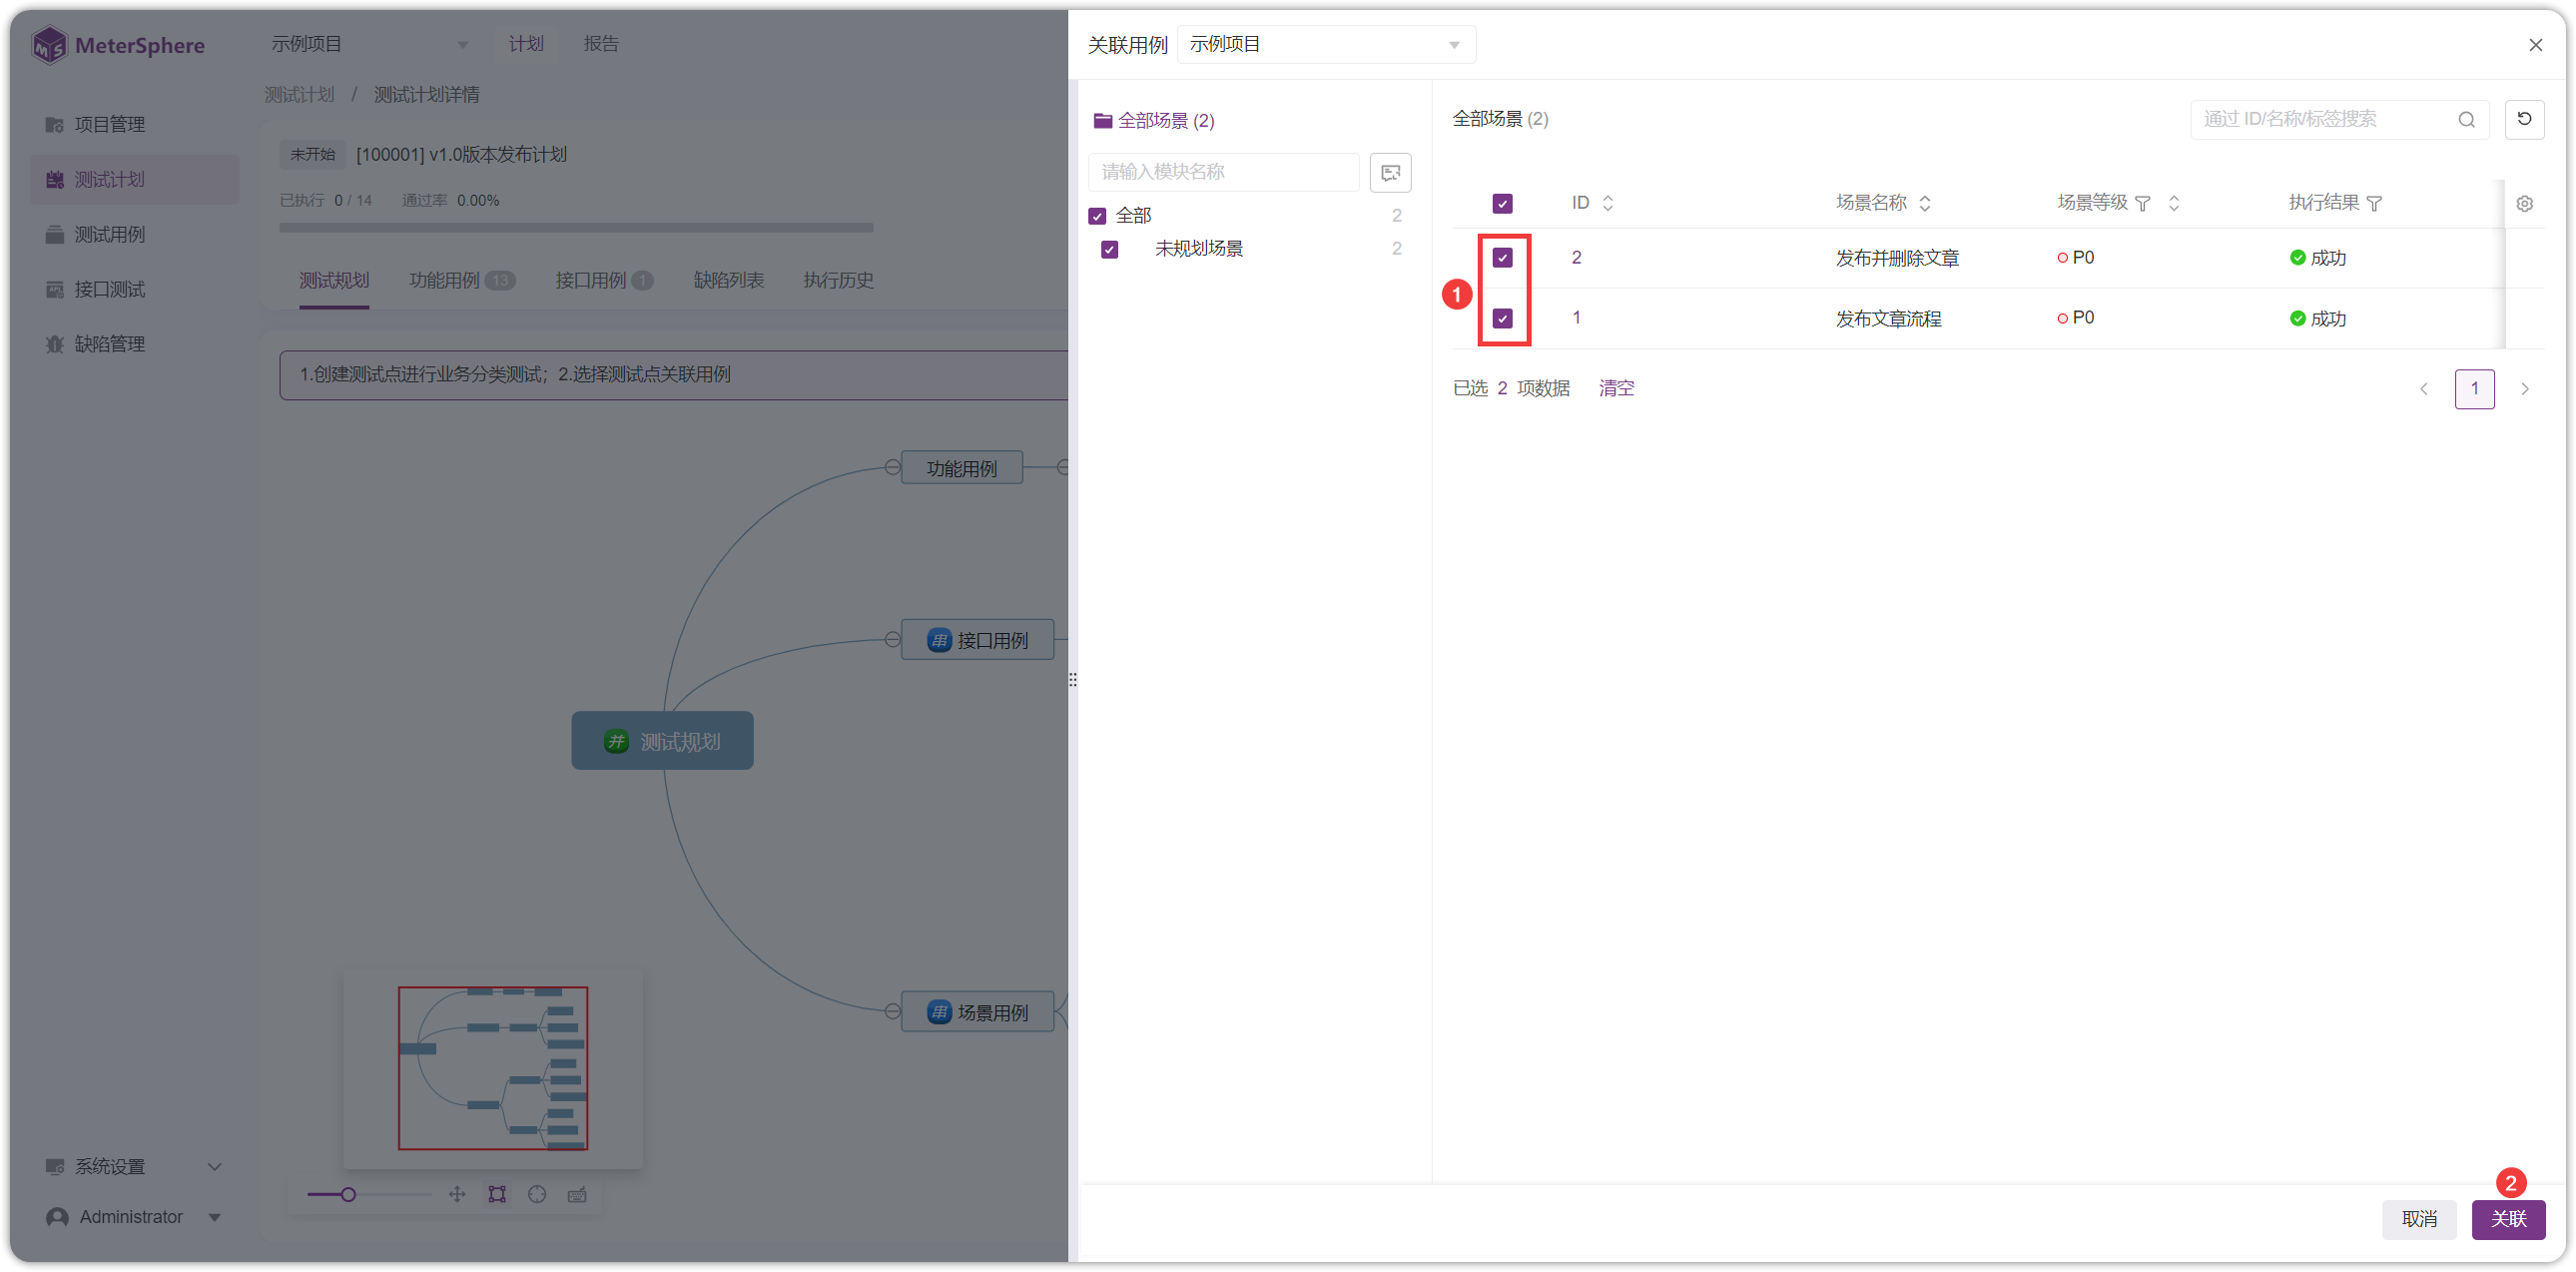 MeterSphere
示例项目
计划
报告
项目管理
测试计划
测试用例
接口测试
缺陷管理
系统设置
Administrator
测试计划 / 测试计划详情
未开始 [100001] v1.0版本发布计划
已执行 0 / 14 通过率 0.00%
测试规划 功能用例 13 接口用例 1 缺陷列表 执行历史
1.创建测试点进行业务分类测试；2.选择测试点关联用例
功能用例
串 接口用例
并 测试规划
串 场景用例
关联用例 示例项目
全部场景 (2)
请输入模块名称
全部 2
未规划场景 2
全部场景 (2)
通过 ID/名称/标签搜索
ID 场景名称 场景等级 执行结果
2 发布并删除文章 P0 成功
1
1 发布文章流程 P0 成功
已选 2 项数据 清空
1
2
取消 关联